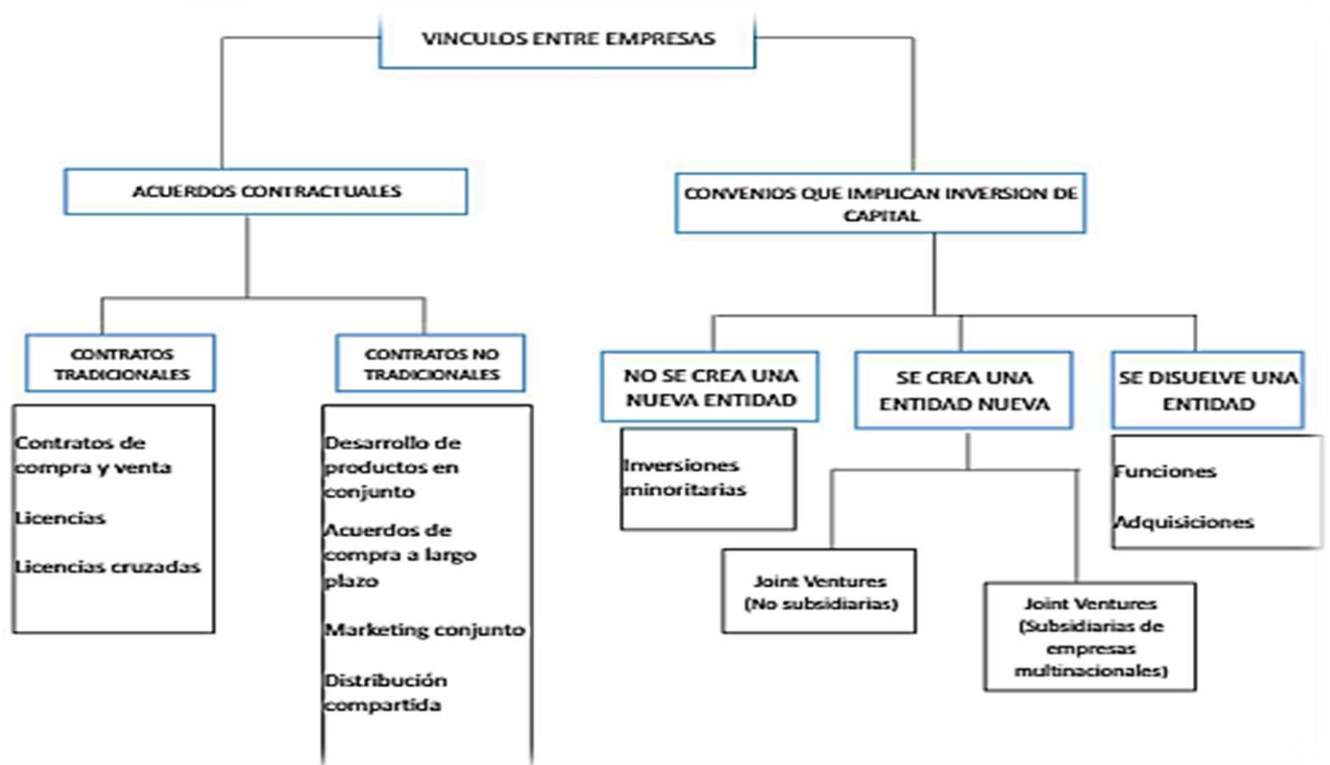 VINCULOS ENTRE EMPRESAS
ACUERDOS CONTRACTUALES
CONVENIOS QUE IMPLICAN INVERSION DE
CAPITAL
CONTRATOS
TRADICIONALES
CONTRATOS NO
TRADICIONALES
NO SE CREA UNA
NUEVA ENTIDAD
SE CREA UNA
ENTIDAD NUEVA
SE DISUELVE UNA
ENTIDAD
Contratos de
compra y venta
Licencias
Licencias cruzadas
Desarrollo de
productos en
conjunto
Acuerdos de
compra a largo
plazo
Marketing conjunto
Distribución
compartida
Inversiones
minoritarias
Joint Ventures
(No subsidiarias)
Joint Ventures
(Subsidiarias de
empresas
multinacionales)
Funciones
Adquisiciones